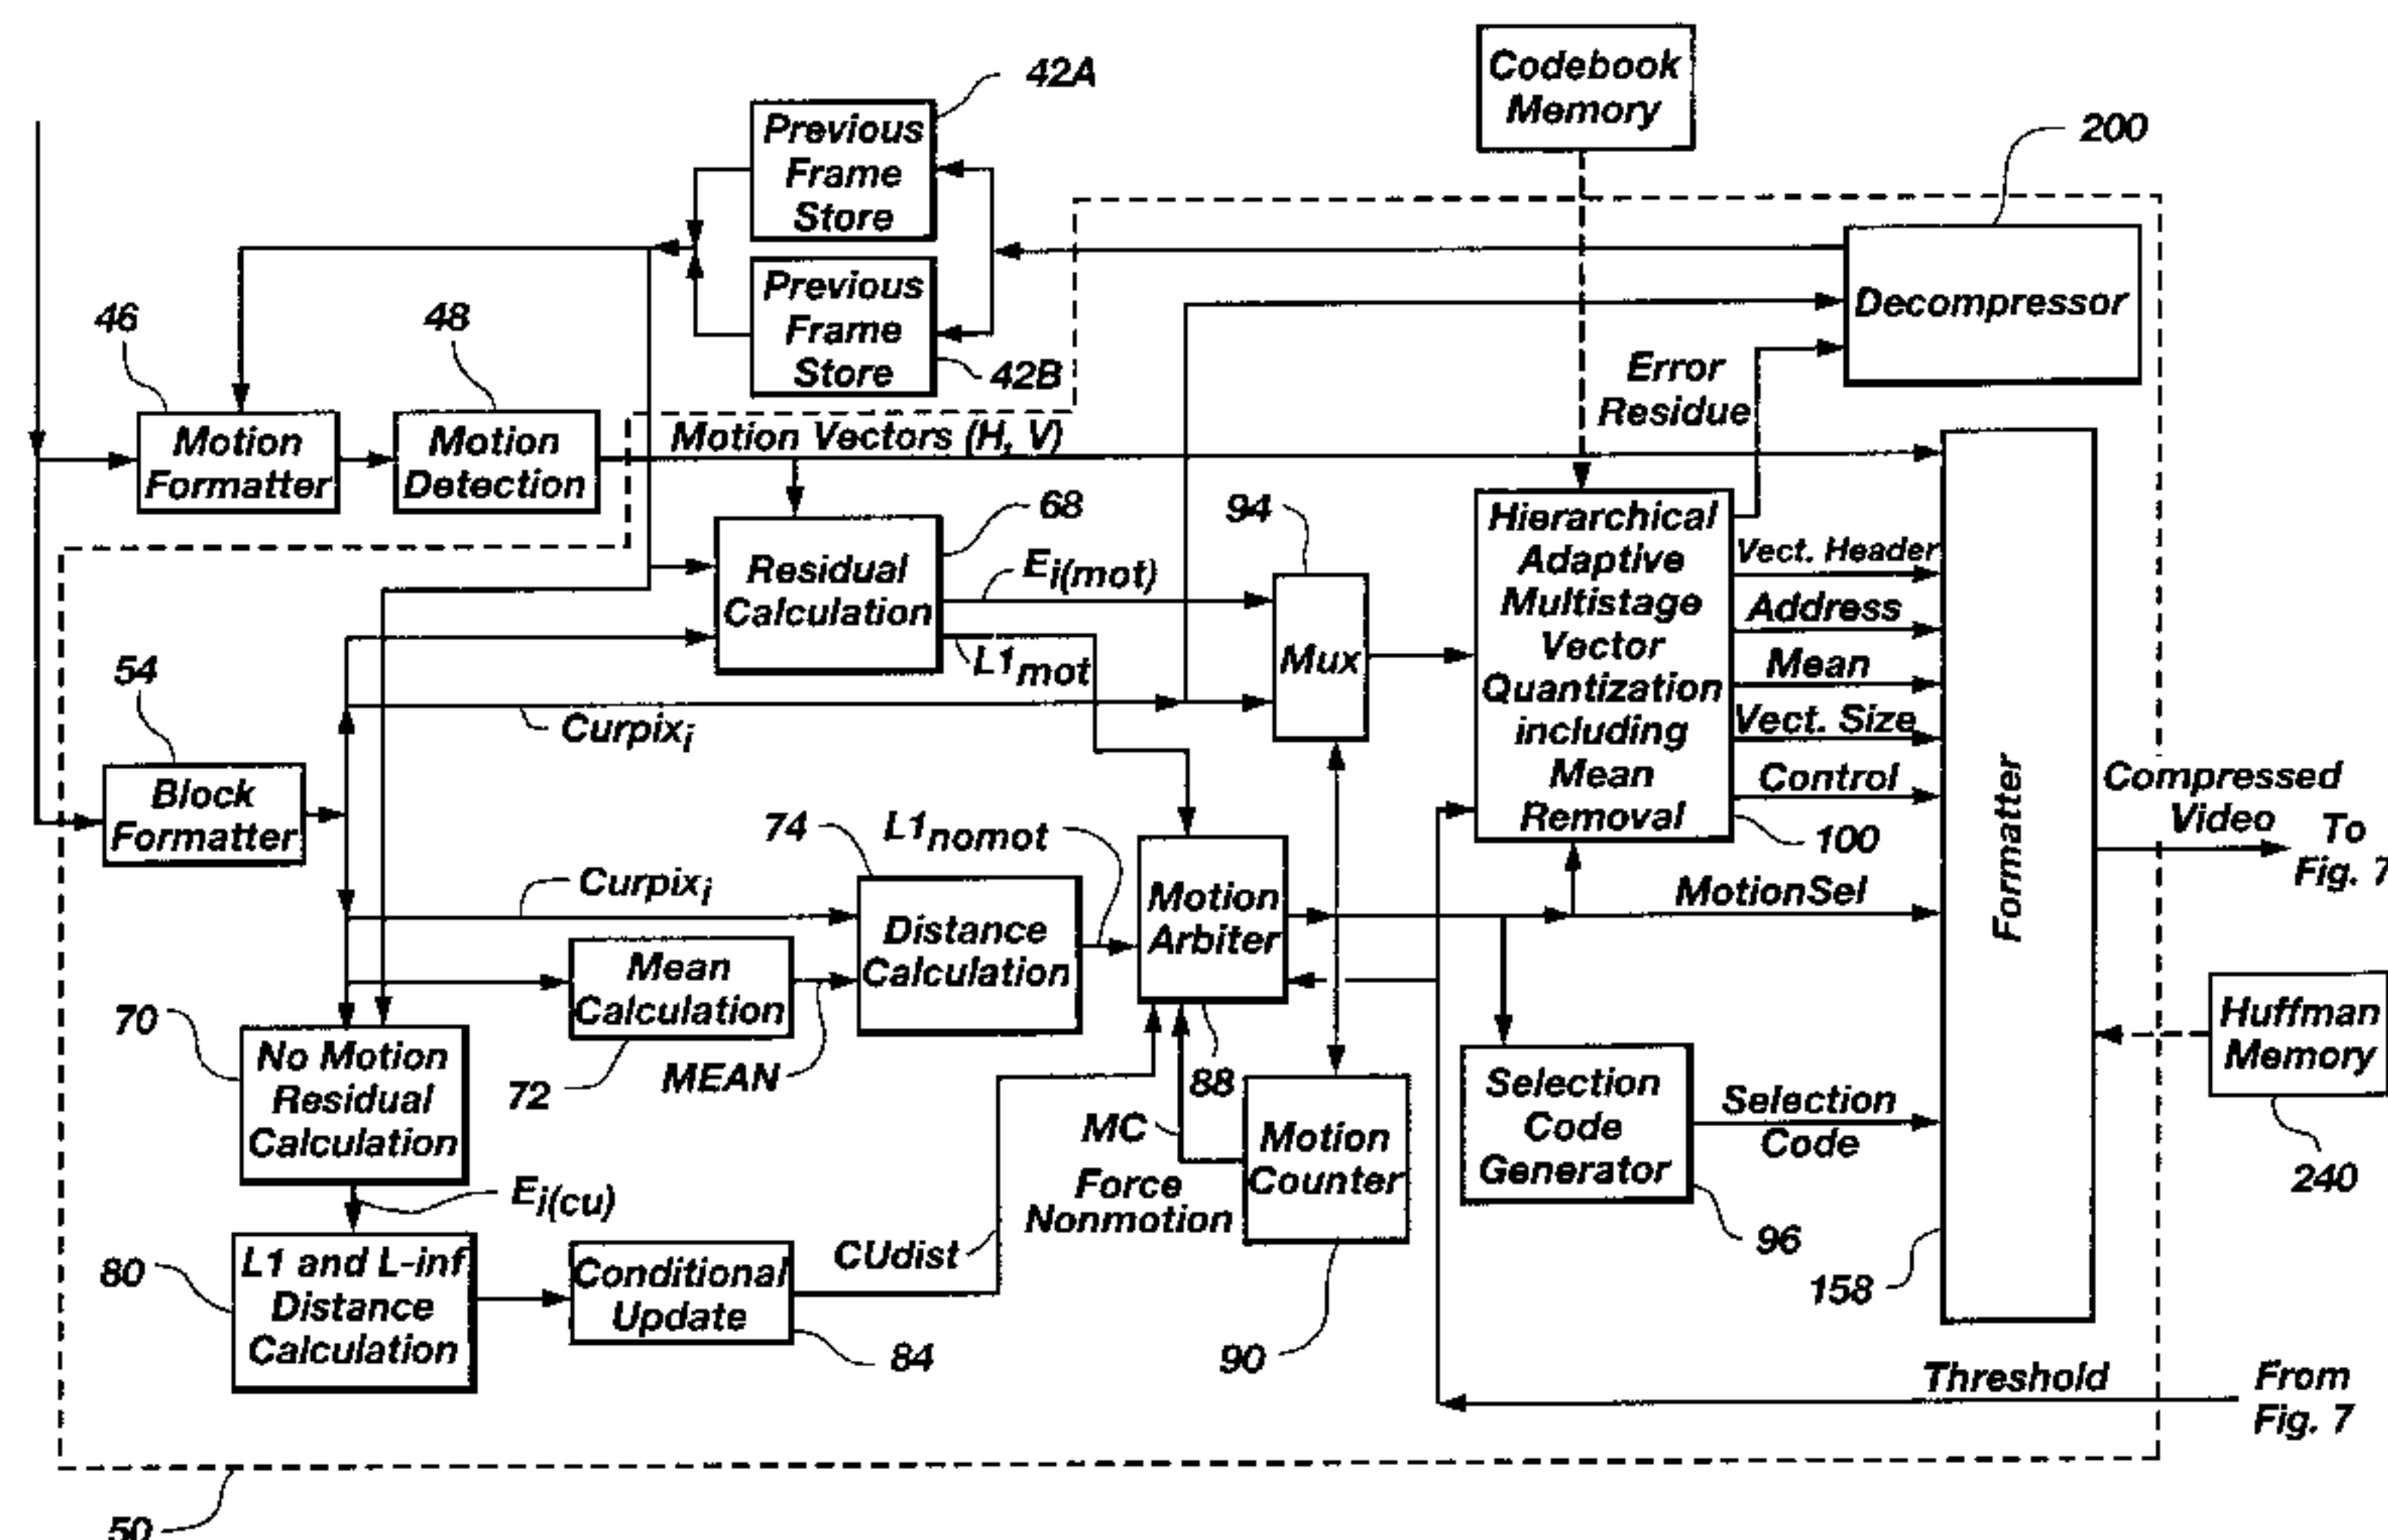 Codebook
Memory
42A
Previous
Frame
Store
200
Previous
Frame
Store
42B
Decompressor
46
48
Error
Residue
Motion
Formatter
Motion
Detection
Motion Vectors (H, V)
68
94
Residual
Calculation
Ei(mot)
L1mot
Mux
Hierarchical
Adaptive
Multistage
Vector
Quantization
including
Mean
Removal
100
Vect. Header
Address
Mean
Vect. Size
Control
54
Curpixi
Block
Formatter
Formatter
Compressed
Video
To
Fig. 7
74
L1nomot
Curpixi
Distance
Calculation
Motion
Arbiter
MotionSel
Mean
Calculation
72
MEAN
88
Huffman
Memory
240
70
No Motion
Residual
Calculation
MC
Force
Nonmotion
Motion
Counter
90
Selection
Code
Generator
96
Selection
Code
Ei(cu)
80
L1 and L-inf
Distance
Calculation
Conditional
Update
84
CUdist
158
Threshold
From
Fig. 7
50